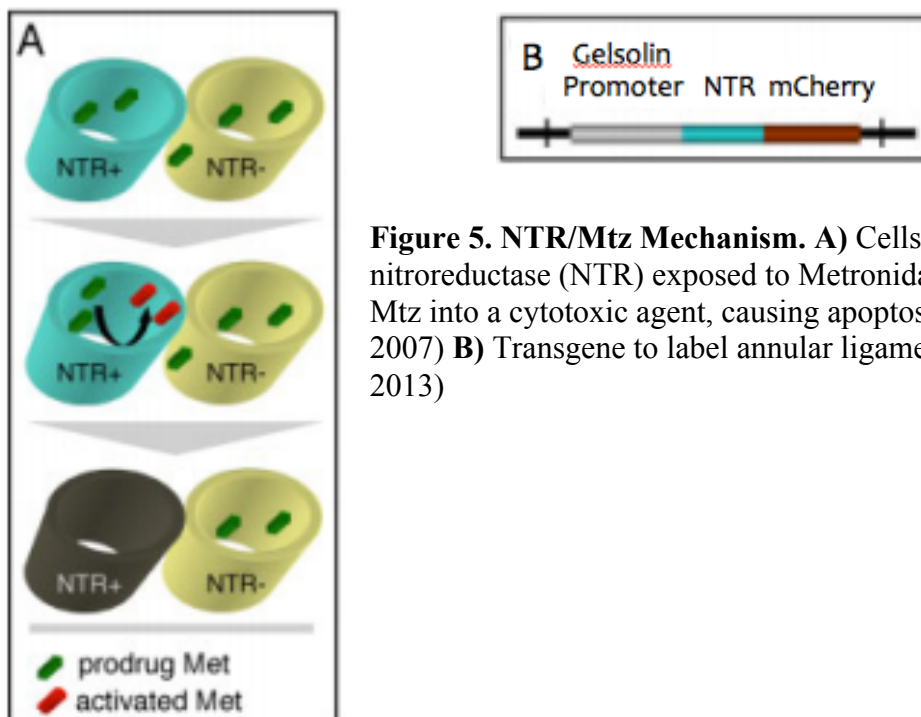 A
NTR+ NTR-
NTR+ NTR-
NTR+ NTR-
prodrug Met
activated Met
B Gelsolin
Promoter NTR mCherry
Figure 5. NTR/Mtz Mechanism. A) Cells
nitroreductase (NTR) exposed to Metronida
Mtz into a cytotoxic agent, causing apoptos
2007) B) Transgene to label annular ligame
2013)